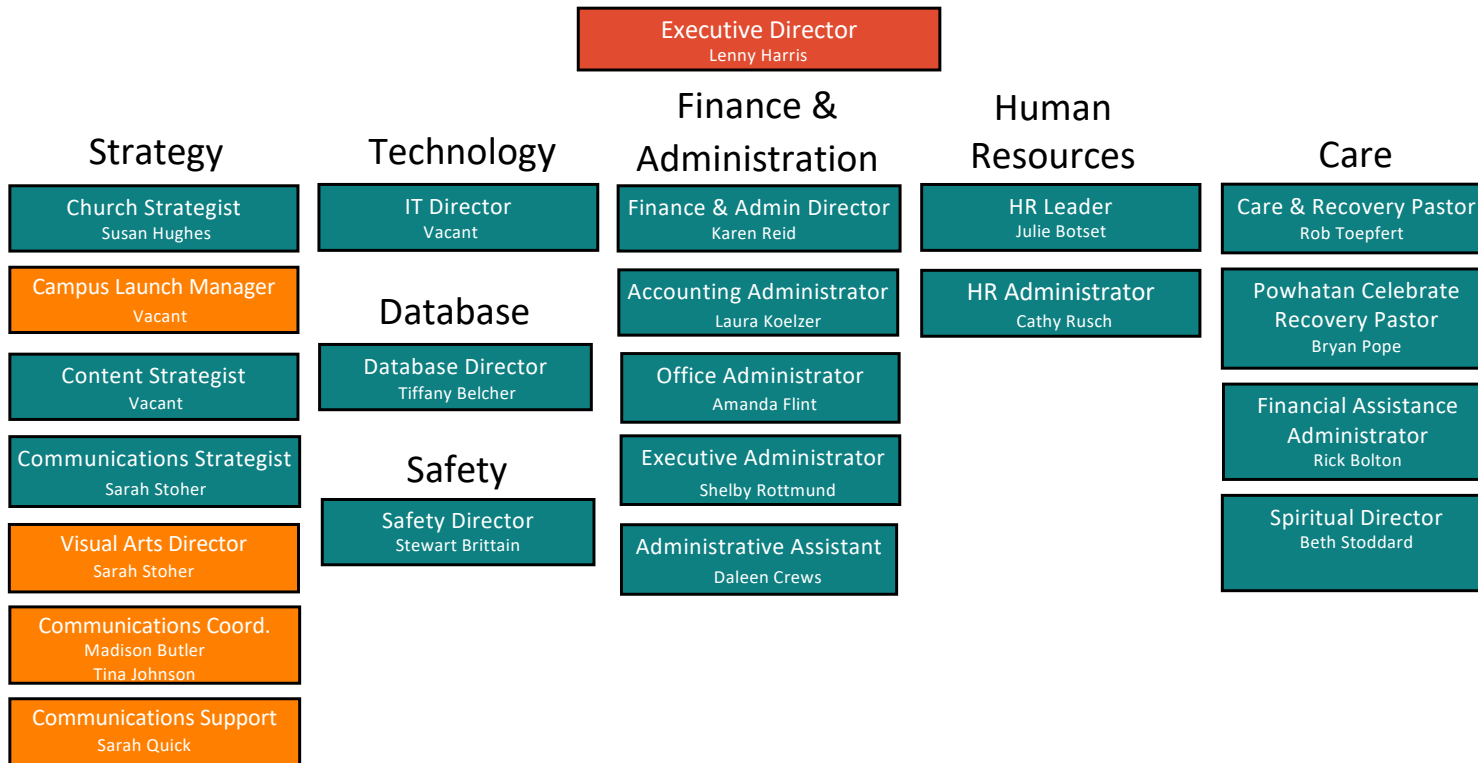 Executive Director
Lenny Harris
Strategy
Church Strategist
Susan Hughes
Campus Launch Manager
Vacant
Content Strategist
Vacant
Communications Strategist
Sarah Stoher
Visual Arts Director
Sarah Stoher
Communications Coord.
Madison Butler
Tina Johnson
Communications Support
Sarah Quick
Technology
IT Director
Vacant
Database
Database Director
Tiffany Belcher
Safety
Safety Director
Stewart Brittain
Finance &
Administration
Finance & Admin Director
Karen Reid
Accounting Administrator
Laura Koelzer
Office Administrator
Amanda Flint
Executive Administrator
Shelby Rottmund
Administrative Assistant
Daleen Crews
Human
Resources
HR Leader
Julie Botset
HR Administrator
Cathy Rusch
Care
Care & Recovery Pastor
Rob Toepfert
Powhatan Celebrate
Recovery Pastor
Bryan Pope
Financial Assistance
Administrator
Rick Bolton
Spiritual Director
Beth Stoddard